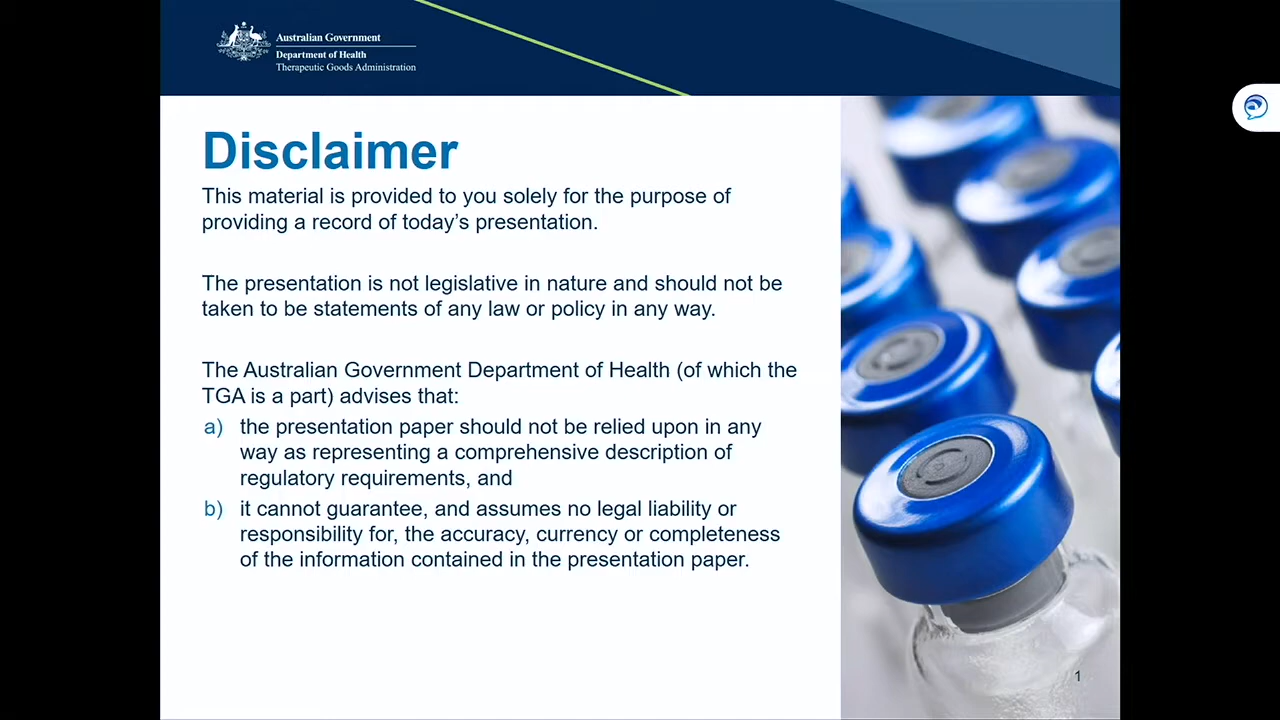 Australian Government
Department of Health
Therapeutic Goods Administration
Disclaimer
This material is provided to you solely for the purpose of
providing a record of today’s presentation.
The presentation is not legislative in nature and should not be
taken to be statements of any law or policy in any way.
The Australian Government Department of Health (of which the
TGA is a part) advises that:
a) the presentation paper should not be relied upon in any
way as representing a comprehensive description of
regulatory requirements, and
b) it cannot guarantee, and assumes no legal liability or
responsibility for, the accuracy, currency or completeness
of the information contained in the presentation paper.
1